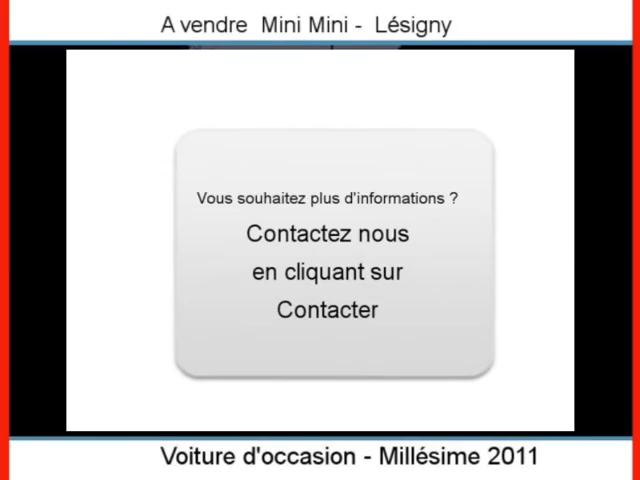 A vendre Mini Mini - Lésigny
Vous souhaitez plus d'informations ?
Contactez nous
en cliquant sur
Contacter
Voiture d'occasion - Millésime 2011